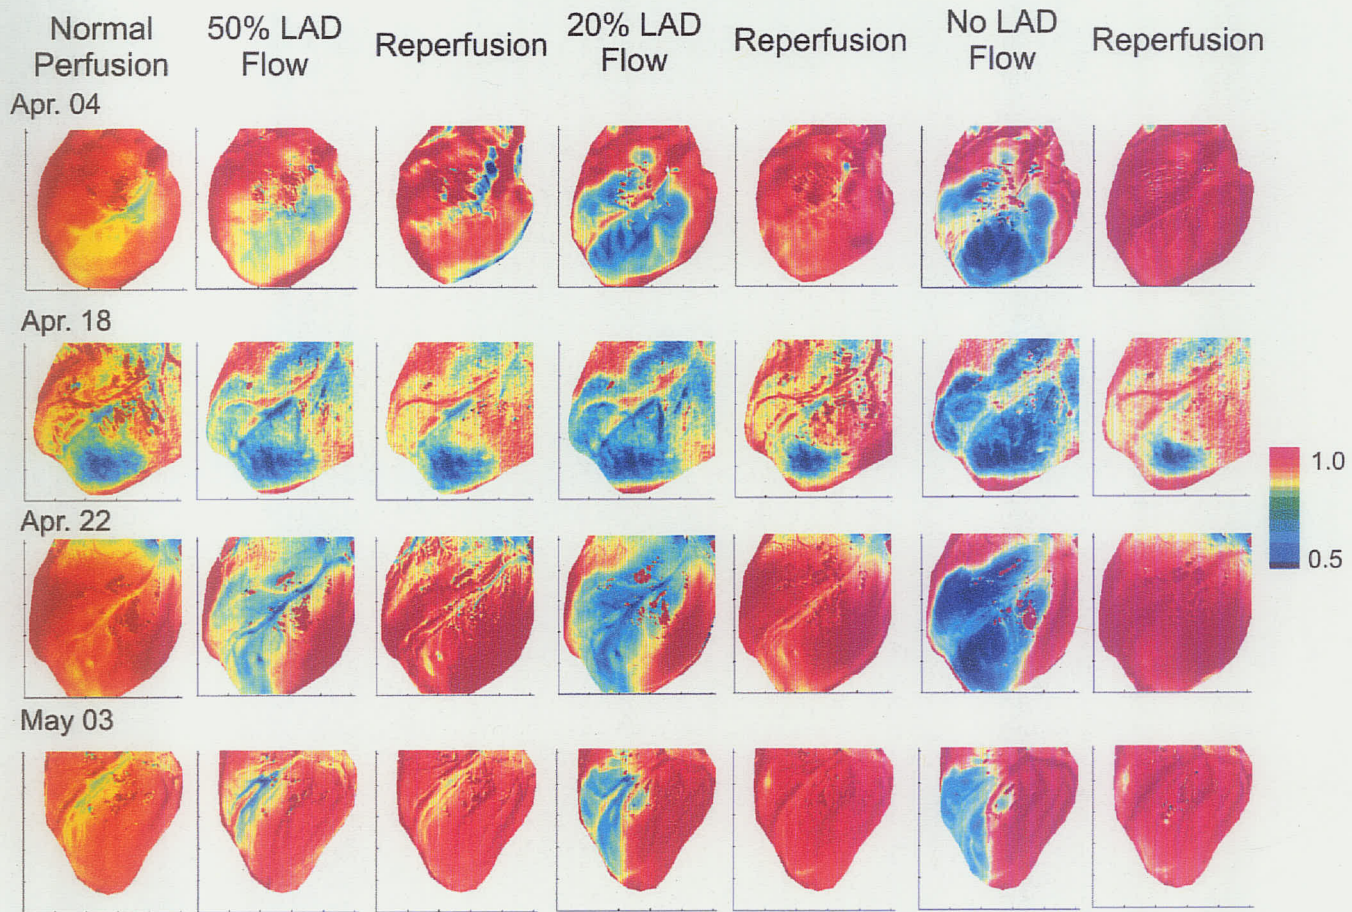 Normal
Perfusion
50% LAD
Flow
Reperfusion
20% LAD
Flow
Reperfusion
No LAD
Flow
Reperfusion
Apr. 04
Apr. 18
Apr. 22
May 03
1.0
0.5